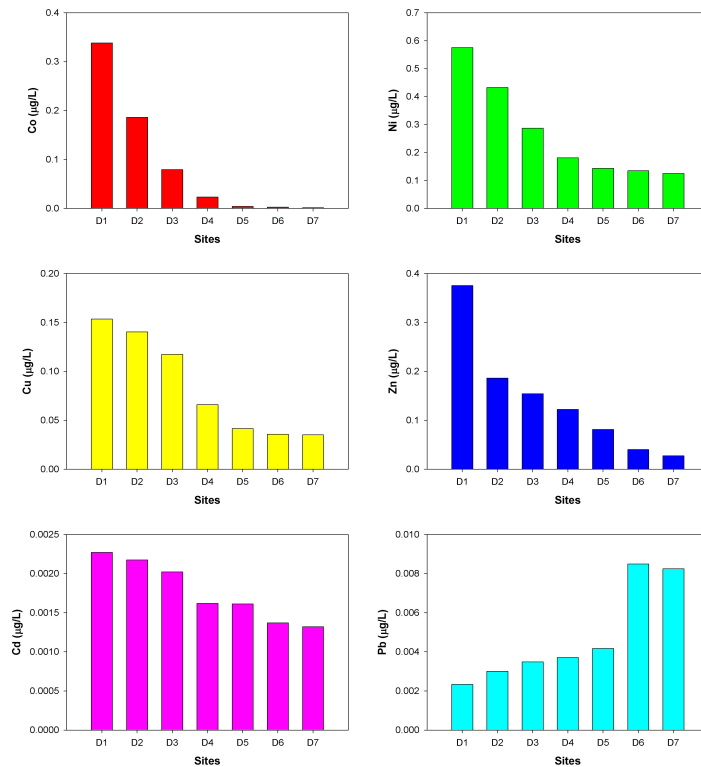 0.4
0.3
0.2
0.1
0.0
Co (µg/L)
D1 D2 D3 D4 D5 D6 D7
Sites
0.7
0.6
0.5
0.4
0.3
0.2
0.1
0.0
Ni (µg/L)
D1 D2 D3 D4 D5 D6 D7
Sites
0.20
0.15
0.10
0.05
0.00
Cu (µg/L)
D1 D2 D3 D4 D5 D6 D7
Sites
0.4
0.3
0.2
0.1
0.0
Zn (µg/L)
D1 D2 D3 D4 D5 D6 D7
Sites
0.0025
0.0020
0.0015
0.0010
0.0005
0.0000
Cd (µg/L)
D1 D2 D3 D4 D5 D6 D7
Sites
0.010
0.008
0.006
0.004
0.002
0.000
Pb (µg/L)
D1 D2 D3 D4 D5 D6 D7
Sites